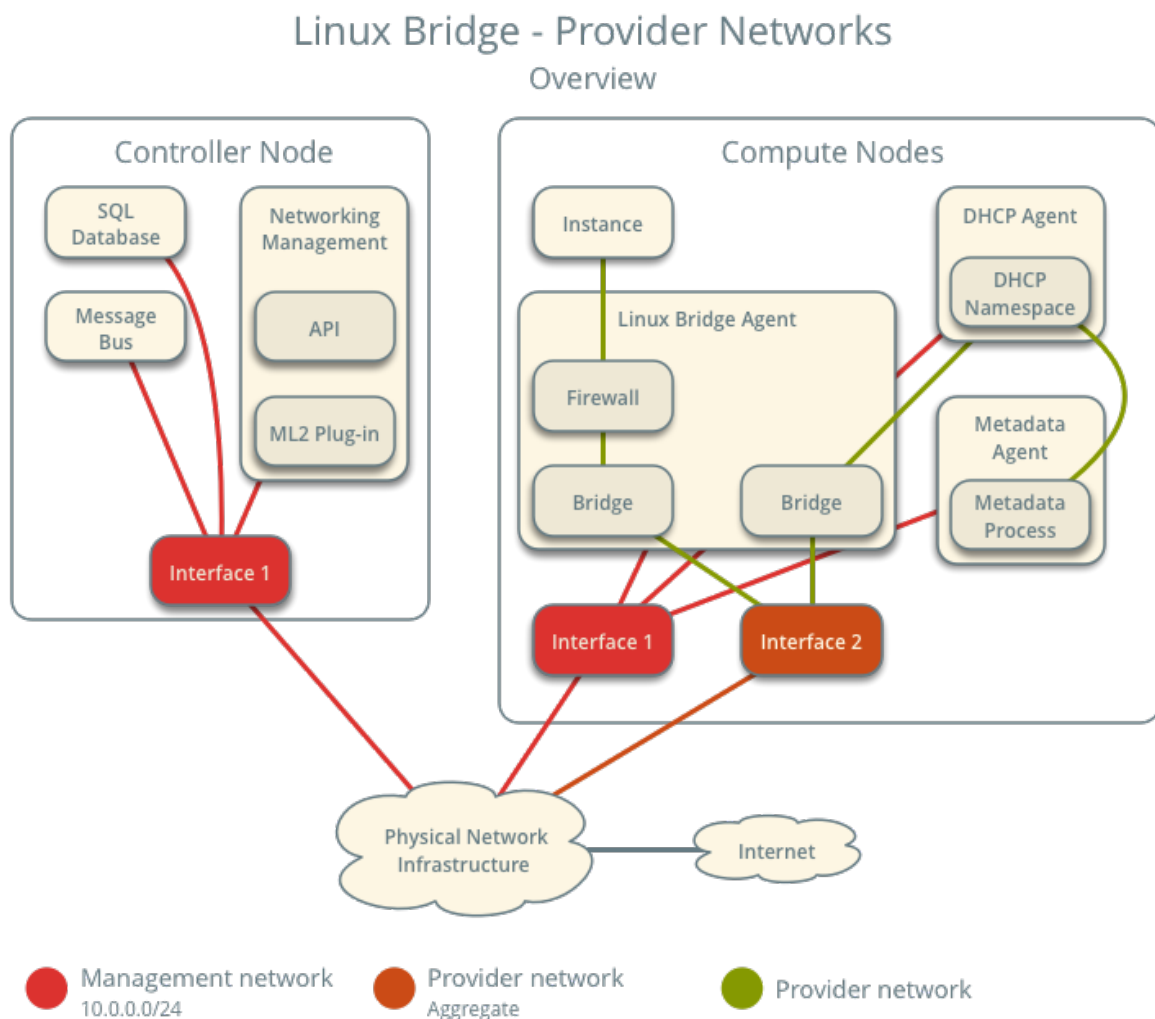 Linux Bridge - Provider Networks
Overview
Controller Node
SQL
Database
Networking
Management
Message
Bus
API
ML2 Plug-in
Interface 1
Compute Nodes
Instance
DHCP Agent
DHCP
Namespace
Linux Bridge Agent
Firewall
Metadata
Agent
Bridge
Bridge
Metadata
Process
Interface 1
Interface 2
Physical Network
Infrastructure
Internet
Management network
10.0.0.0/24
Provider network
Aggregate
Provider network